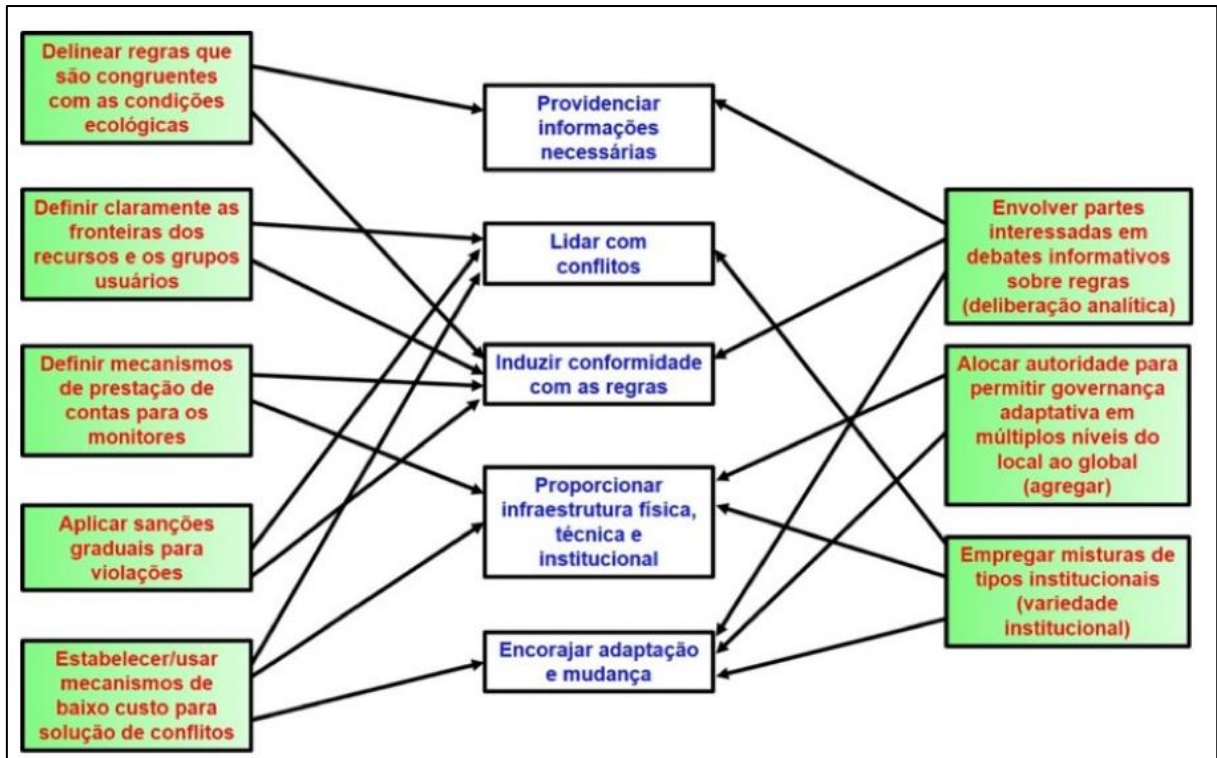 Delinear regras que
são congruentes
com as condições
ecológicas
Definir claramente as
fronteiras dos
recursos e os grupos
usuários
Definir mecanismos
de prestação de
contas para os
monitores
Aplicar sanções
graduais para
violações
Estabelecer/usar
mecanismos de
baixo custo para
solução de conflitos
Providenciar
informações
necessárias
Lidar com
conflitos
Induzir conformidade
com as regras
Proporcionar
infraestrutura física,
técnica e
institucional
Encorajar adaptação
e mudança
Envolver partes
interessadas em
debates informativos
sobre regras
(deliberação analítica)
Alocar autoridade para
permitir governança
adaptativa em
múltiplos níveis do
local ao global
(agregar)
Empregar misturas de
tipos institucionais
(variedade
institucional)